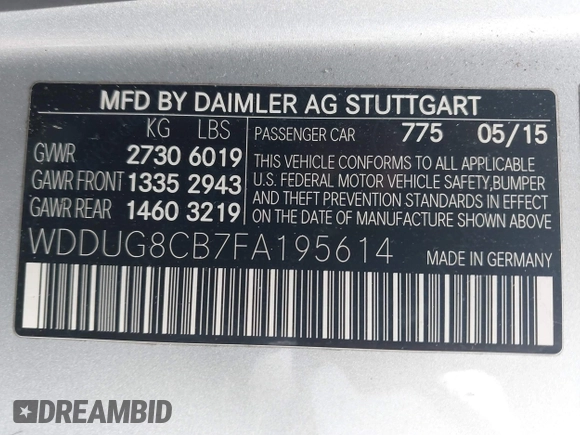 MFD BY DAIMLER AG STUTTGART
KG LBS
GVWR 2730 6019
GAWR FRONT 1335 2943
GAWR REAR 1460 3219
PASSENGER CAR 775 05/15
THIS VEHICLE CONFORMS TO ALL APPLICABLE
U.S. FEDERAL MOTOR VEHICLE SAFETY,BUMPER
AND THEFT PREVENTION STANDARDS IN EFFECT
ON THE DATE OF MANUFACTURE SHOWN ABOVE
WDDUG8CB7FA195614
MADE IN GERMANY
DREAMBID